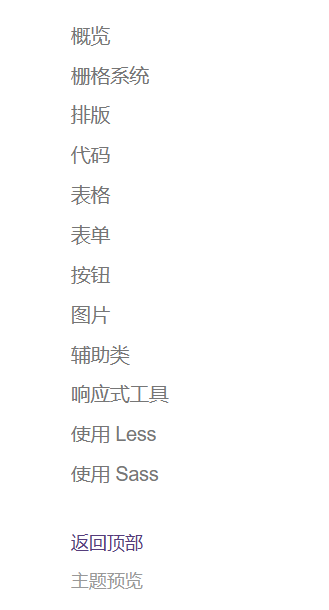 概览
栅格系统
排版
代码
表格
表单
按钮
图片
辅助类
响应式工具
使用 Less
使用 Sass
返回顶部
主题预览